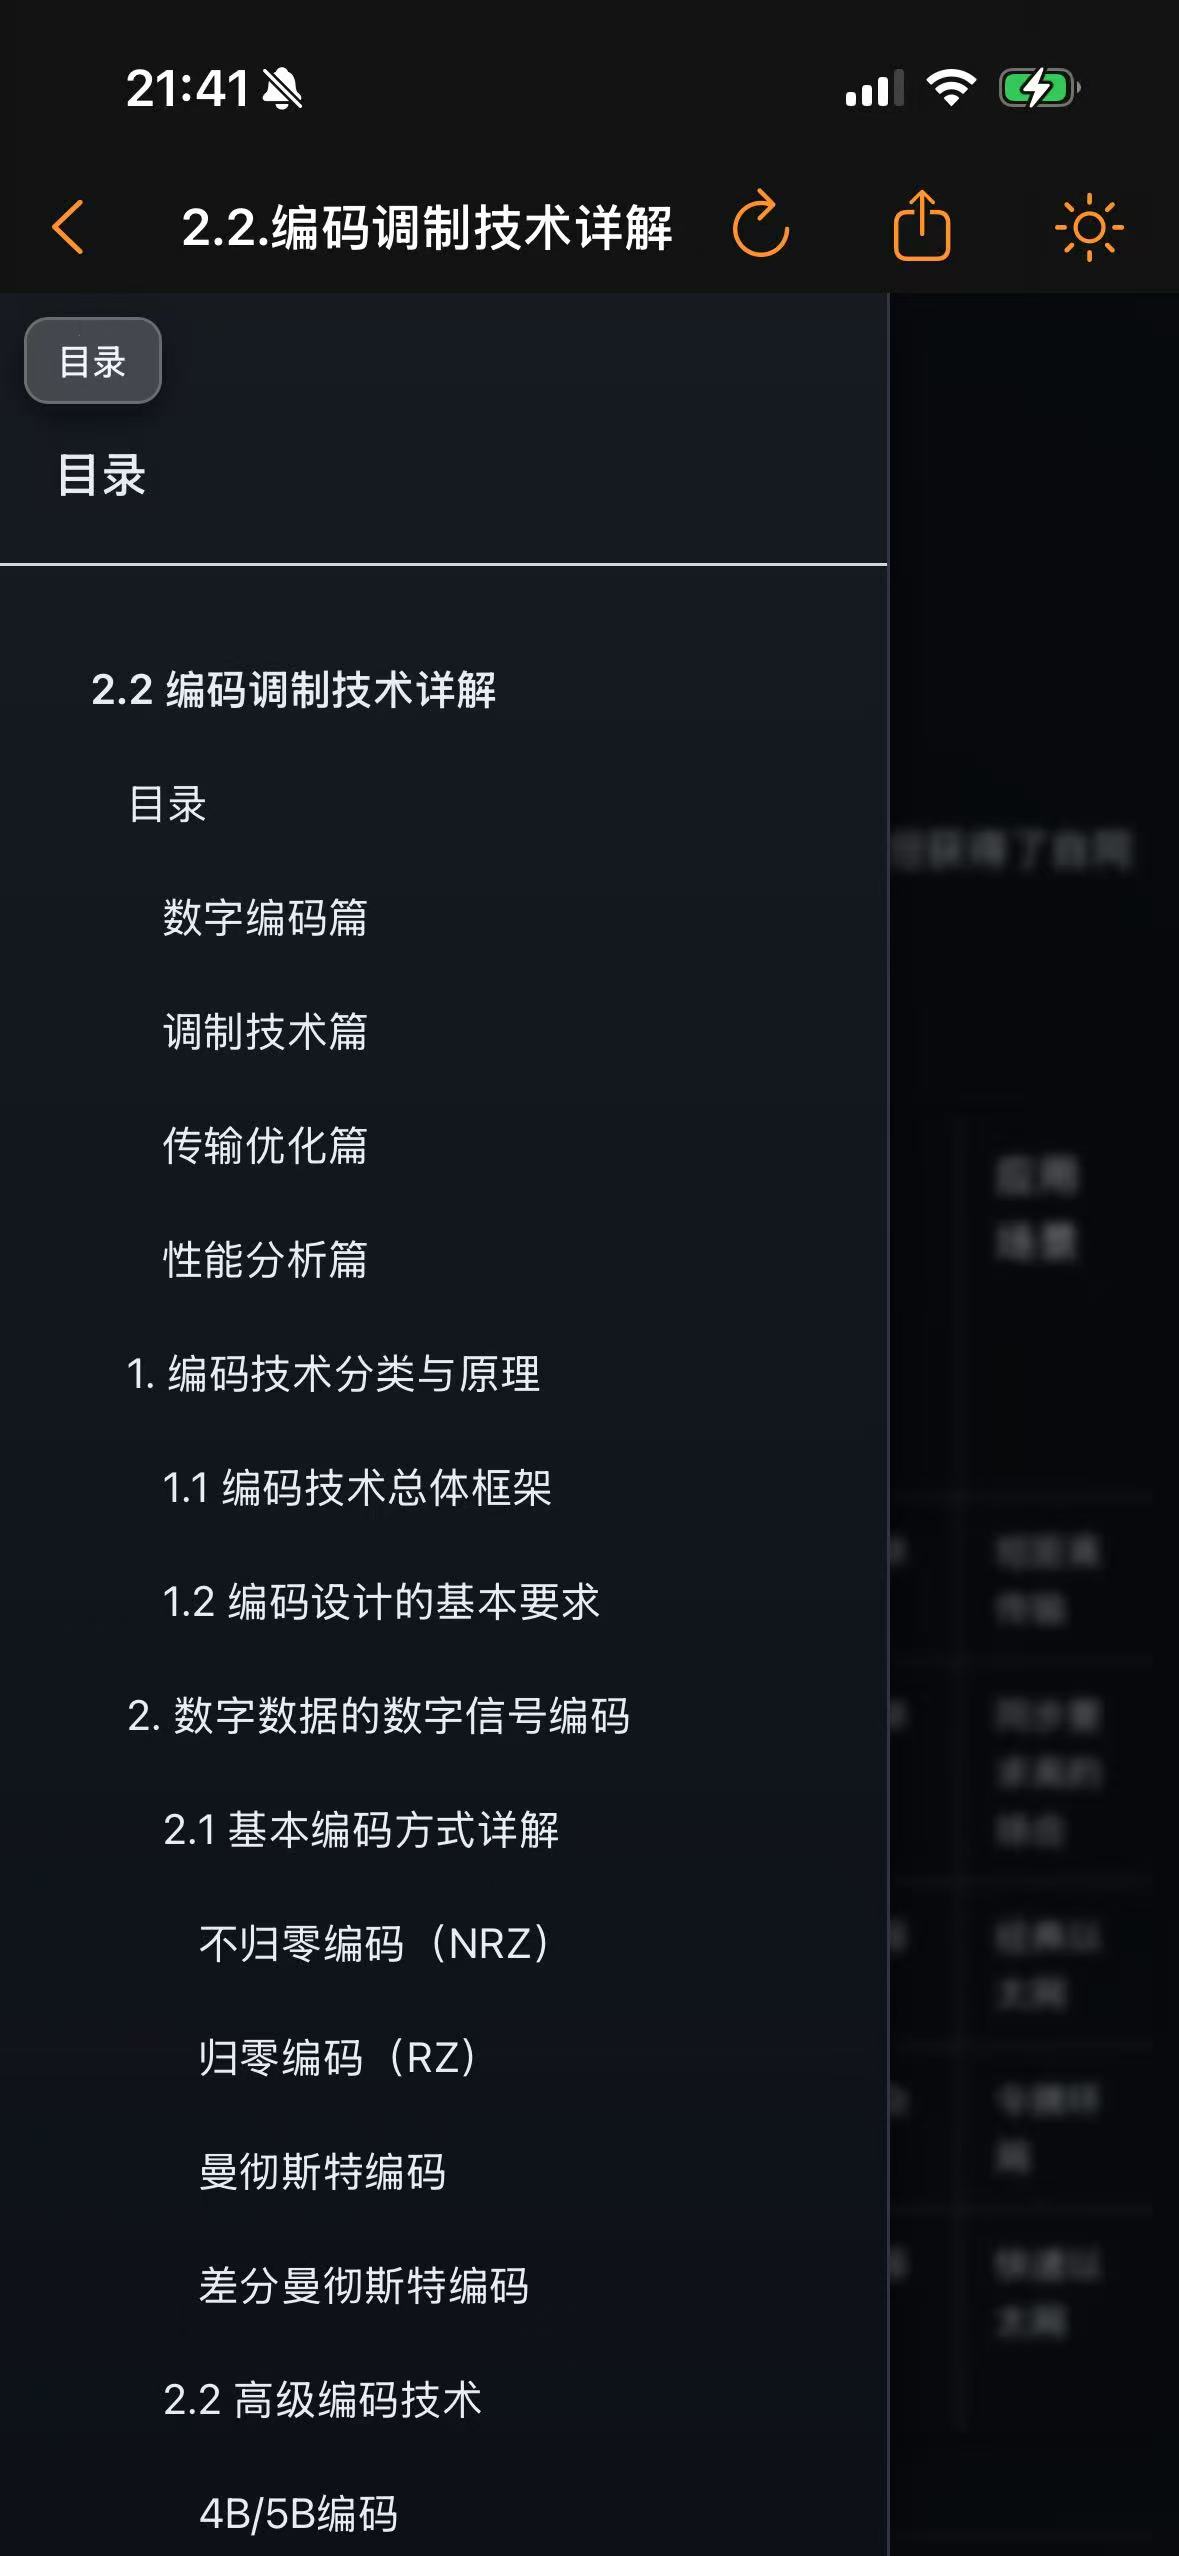 21:41
2.2.编码调制技术详解
目录
目录
2.2 编码调制技术详解
目录
数字编码篇
调制技术篇
传输优化篇
性能分析篇
1. 编码技术分类与原理
1.1 编码技术总体框架
1.2 编码设计的基本要求
2. 数字数据的数字信号编码
2.1 基本编码方式详解
不归零编码（NRZ）
归零编码（RZ）
曼彻斯特编码
差分曼彻斯特编码
2.2 高级编码技术
4B/5B编码
应用
场景